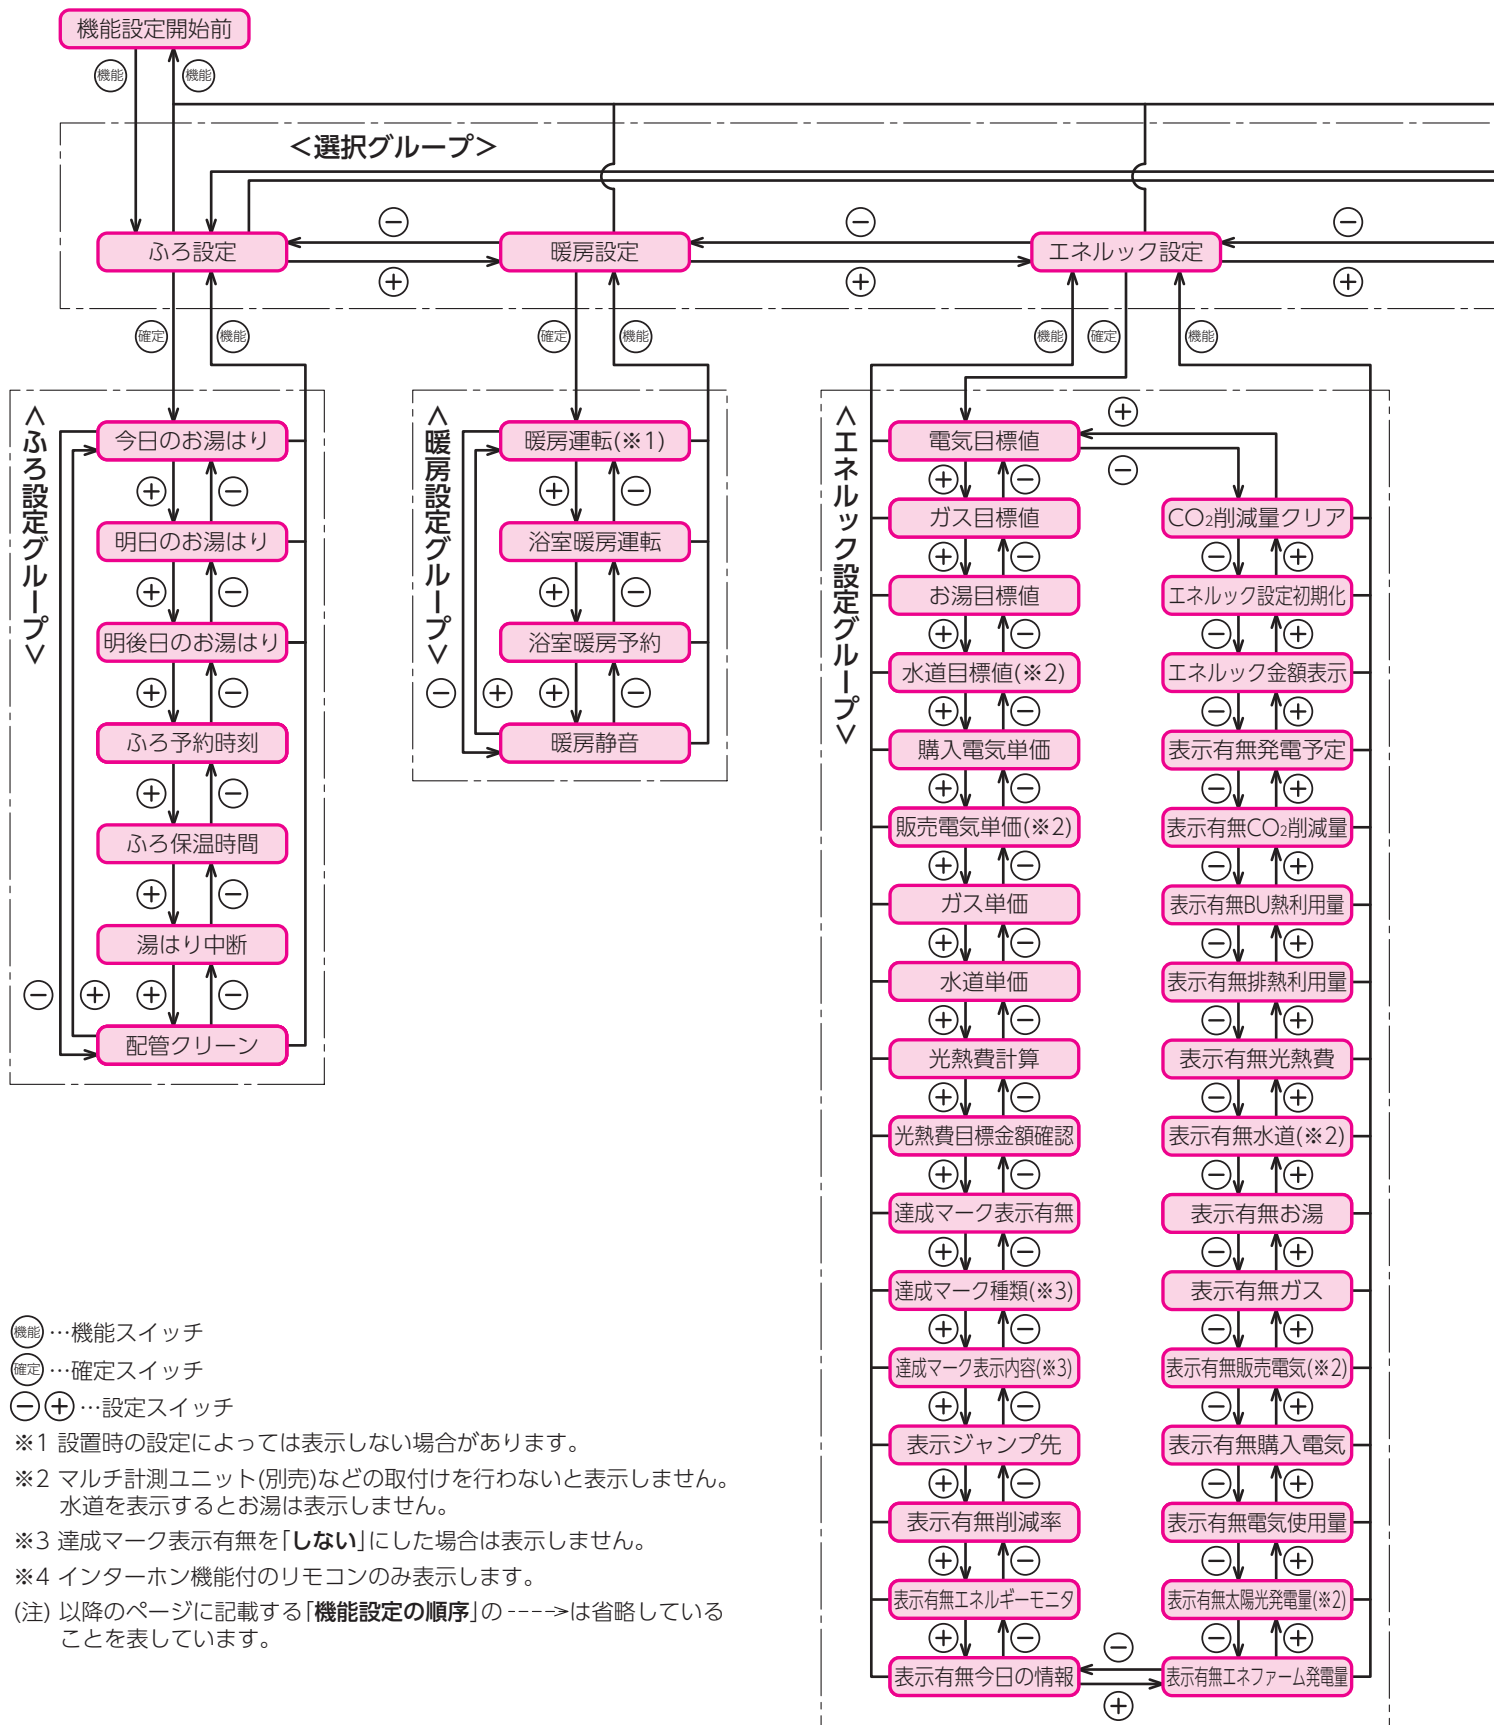 機能設定開始前
機能
機能
＜選択グループ＞
ふろ設定
−
+
暖房設定
−
+
エネルック設定
−
+
確定
機能
確定
機能
機能
確定
機能
＜ふろ設定グループ＞
今日のお湯はり
+ −
明日のお湯はり
+ −
明後日のお湯はり
+ −
ふろ予約時刻
+ −
ふろ保温時間
+ −
湯はり中断
− + + −
配管クリーン
＜暖房設定グループ＞
暖房運転(※1)
+ −
浴室暖房運転
+ −
浴室暖房予約
− + + −
暖房静音
＜エネルック設定グループ＞
電気目標値
+ −
ガス目標値
+ −
お湯目標値
+ −
水道目標値(※2)
+ −
購入電気単価
+ −
販売電気単価(※2)
+ −
ガス単価
+ −
水道単価
+ −
光熱費計算
+ −
光熱費目標金額確認
+ −
達成マーク表示有無
+ −
達成マーク種類(※3)
+ −
達成マーク表示内容(※3)
+ −
表示ジャンプ先
+ −
表示有無削減率
+ −
表示有無エネルギーモニタ
+ −
表示有無今日の情報
+
−
CO₂削減量クリア
− +
エネルック設定初期化
− +
エネルック金額表示
− +
表示有無発電予定
− +
表示有無CO₂削減量
− +
表示有無BU熱利用量
− +
表示有無排熱利用量
− +
表示有無光熱費
− +
表示有無水道(※2)
− +
表示有無お湯
− +
表示有無ガス
− +
表示有無販売電気(※2)
− +
表示有無購入電気
− +
表示有無電気使用量
− +
表示有無太陽光発電量(※2)
− +
表示有無エネファーム発電量
−
+
機能…機能スイッチ
確定…確定スイッチ
− +…設定スイッチ
※1 設置時の設定によっては表示しない場合があります。
※2 マルチ計測ユニット(別売)などの取付けを行わないと表示しません。
水道を表示するとお湯は表示しません。
※3 達成マーク表示有無を｢しない｣にした場合は表示しません。
※4 インターホン機能付のリモコンのみ表示します。
(注) 以降のページに記載する｢機能設定の順序｣の ---->は省略している
ことを表しています。